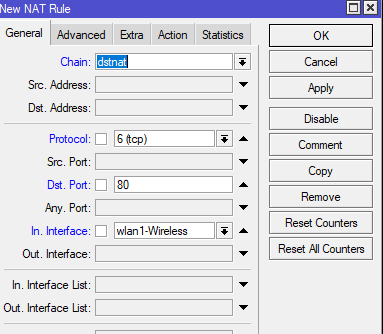 New NAT Rule
General Advanced Extra Action Statistics
Chain: dstnat
Src. Address:
Dst. Address:
Protocol: 6 (tcp)
Src. Port:
Dst. Port: 80
Any. Port:
In. Interface: wlan1-Wireless
Out. Interface:
In. Interface List:
Out. Interface List:
OK
Cancel
Apply
Disable
Comment
Copy
Remove
Reset Counters
Reset All Counters